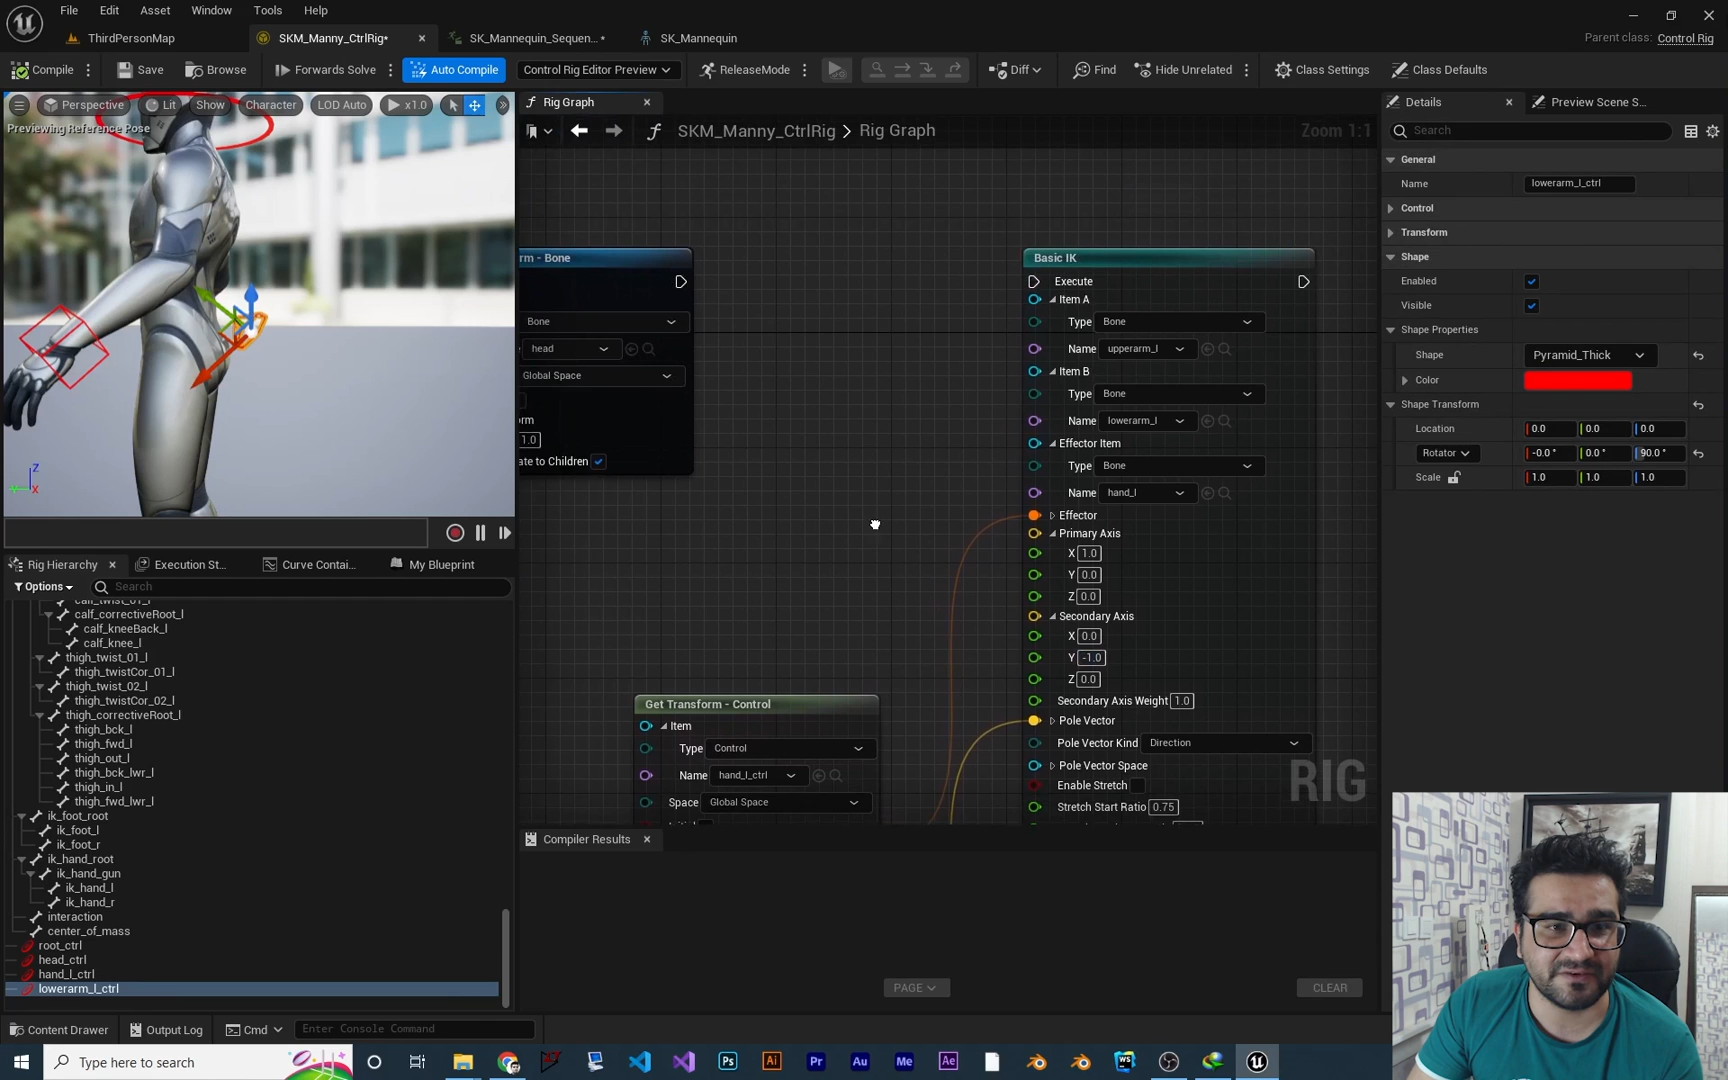 File Edit Asset Window Tools Help
ThirdPersonMap SKM_Manny_CtrlRig* SK_Mannequin_Sequen...* SK_Mannequin
Parent class: Control Rig
Compile Save Browse Forwards Solve Auto Compile Control Rig Editor Preview ReleaseMode Diff Find Hide Unrelated Class Settings Class Defaults
Perspective Lit Show Character LOD Auto x1.0
Previewing Reference Pose
Z
X
Rig Graph
SKM_Manny_CtrlRig > Rig Graph Zoom 1:1
rm - Bone
Bone
head
Global Space
orm
1.0
ate to Children
Basic IK
Execute
Item A
Type Bone
Name upperarm_l
Item B
Type Bone
Name lowerarm_l
Effector Item
Type Bone
Name hand_l
Effector
Primary Axis
X 1.0
Y 0.0
Z 0.0
Secondary Axis
X 0.0
Y -1.0
Z 0.0
Secondary Axis Weight 1.0
Pole Vector
Pole Vector Kind Direction
Pole Vector Space
Enable Stretch
Stretch Start Ratio 0.75
Get Transform - Control
Item
Type Control
Name hand_l_ctrl
Space Global Space
RIG
Compiler Results
PAGE CLEAR
Details Preview Scene S...
Search
General
Name lowerarm_l_ctrl
Control
Transform
Shape
Enabled
Visible
Shape Properties
Shape Pyramid_Thick
Color
Shape Transform
Location 0.0 0.0 0.0
Rotator -0.0 ° 0.0 ° 90.0 °
Scale 1.0 1.0 1.0
Rig Hierarchy Execution St... Curve Contai... My Blueprint
Options Search
calf_twist_01_l
calf_correctiveRoot_l
calf_kneeBack_l
calf_knee_l
thigh_twist_01_l
thigh_twistCor_01_l
thigh_twist_02_l
thigh_twistCor_02_l
thigh_correctiveRoot_l
thigh_bck_l
thigh_fwd_l
thigh_out_l
thigh_bck_lwr_l
thigh_in_l
thigh_fwd_lwr_l
ik_foot_root
ik_foot_l
ik_foot_r
ik_hand_root
ik_hand_gun
ik_hand_l
ik_hand_r
interaction
center_of_mass
root_ctrl
head_ctrl
hand_l_ctrl
lowerarm_l_ctrl
Content Drawer Output Log Cmd Enter Console Command
Type here to search
Ps Ai Pr Au Me Ae WS